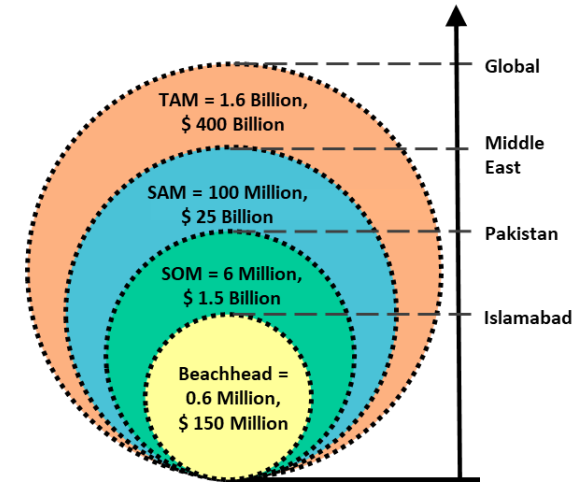 Global
TAM = 1.6 Billion,
$ 400 Billion
Middle
East
SAM = 100 Million,
$ 25 Billion
Pakistan
SOM = 6 Million,
$ 1.5 Billion
Islamabad
Beachhead =
0.6 Million,
$ 150 Million